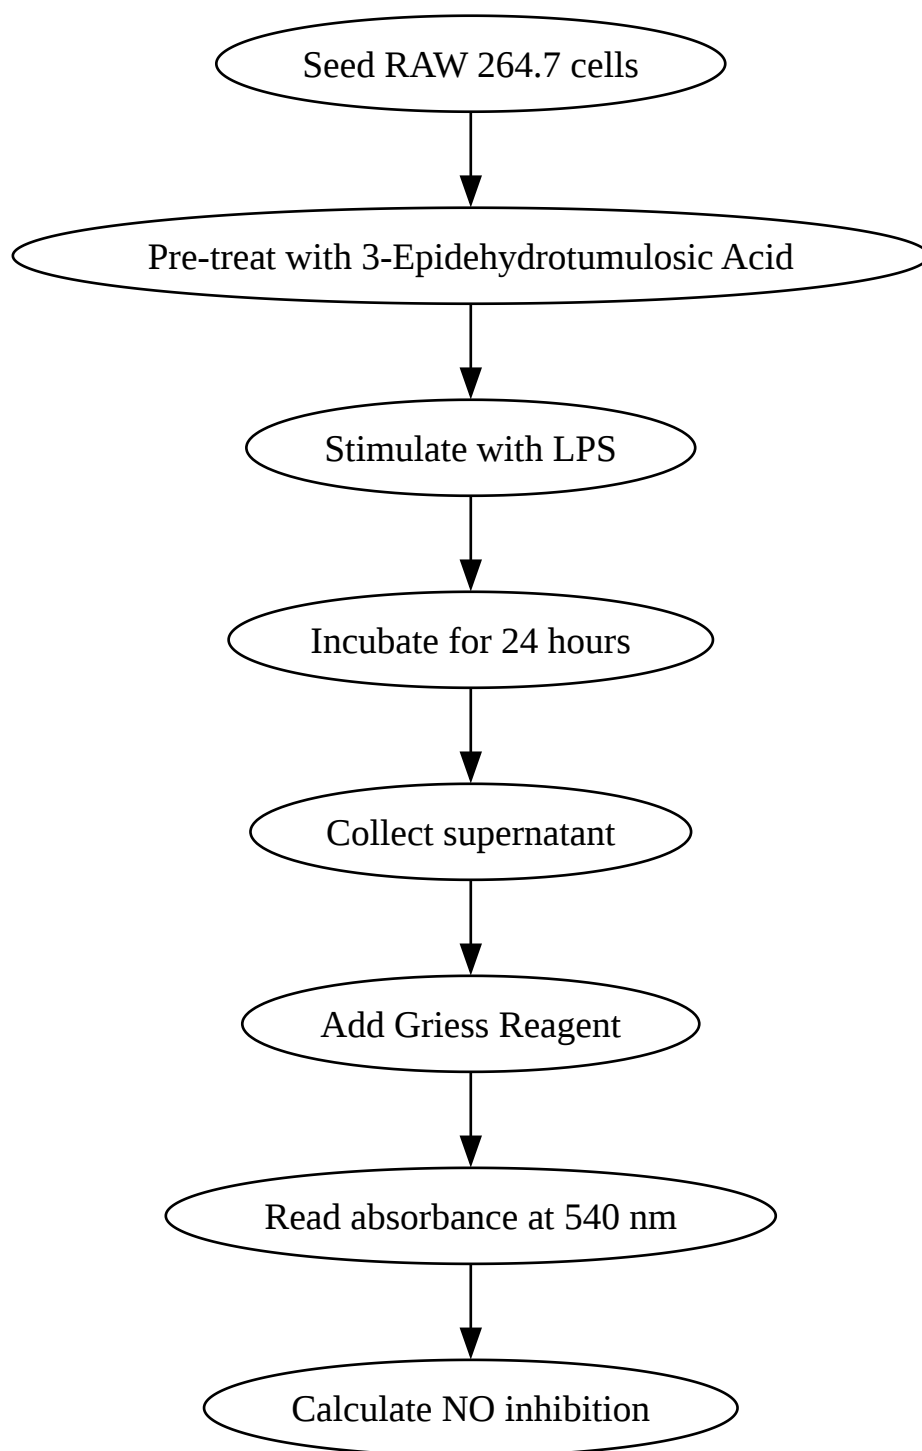 Seed RAW 264.7 cells
Pre-treat with 3-Epidehydrotumulosic Acid
Stimulate with LPS
Incubate for 24 hours
Collect supernatant
Add Griess Reagent
Read absorbance at 540 nm
Calculate NO inhibition